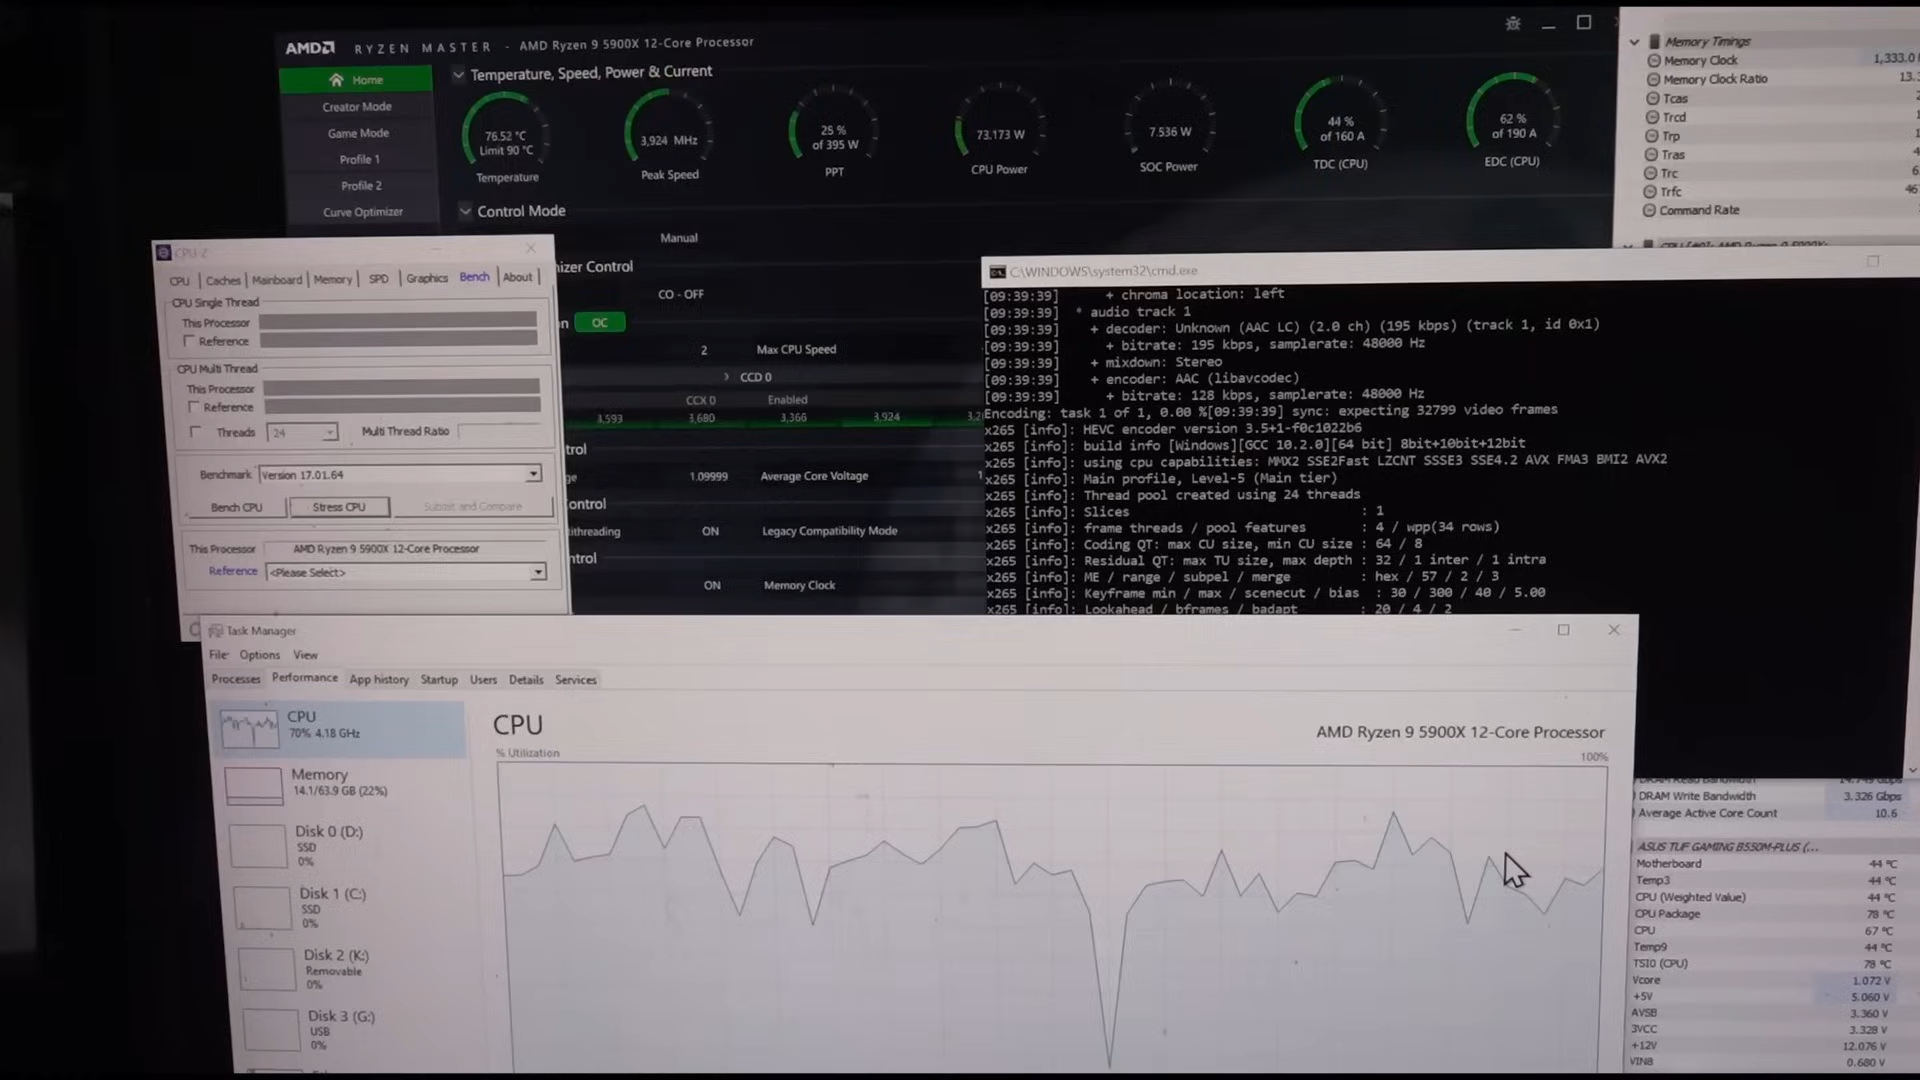 AMD RYZEN MASTER - AMD Ryzen 9 5900X 12-Core Processor
Home
Creator Mode
Game Mode
Profile 1
Profile 2
Curve Optimizer
Temperature, Speed, Power & Current
76.52 °C
Limit 90 °C
Temperature
3,924 MHz
Peak Speed
25 %
of 395 W
PPT
73.173 W
CPU Power
7.536 W
SOC Power
44 %
of 160 A
TDC (CPU)
62 %
of 190 A
EDC (CPU)
Control Mode
Manual
izer Control
CO - OFF
n OC
2 Max CPU Speed
CCD 0
CCX 0 Enabled
3,593 3,680 3,366 3,924
trol
ge 1.09999 Average Core Voltage
ontrol
ithreading ON Legacy Compatibility Mode
ntrol
ON Memory Clock
Memory Timings
Memory Clock 1,333.0
Memory Clock Ratio 13.
Tcas
Trcd
Trp
Tras
Trc
Trfc 46
Command Rate
CPU-Z
CPU Caches Mainboard Memory SPD Graphics Bench About
CPU Single Thread
This Processor
Reference
CPU Multi Thread
This Processor
Reference
Threads 24 Multi Thread Ratio
Benchmark Version 17.01.64
Bench CPU Stress CPU Submit and Compare
This Processor AMD Ryzen 9 5900X 12-Core Processor
Reference <Please Select>
C:\WINDOWS\system32\cmd.exe
[09:39:39] + chroma location: left
[09:39:39] * audio track 1
[09:39:39] + decoder: Unknown (AAC LC) (2.0 ch) (195 kbps) (track 1, id 0x1)
[09:39:39] + bitrate: 195 kbps, samplerate: 48000 Hz
[09:39:39] + mixdown: Stereo
[09:39:39] + encoder: AAC (libavcodec)
[09:39:39] + bitrate: 128 kbps, samplerate: 48000 Hz
Encoding: task 1 of 1, 0.00 %[09:39:39] sync: expecting 32799 video frames
x265 [info]: HEVC encoder version 3.5+1-f0c1022b6
x265 [info]: build info [Windows][GCC 10.2.0][64 bit] 8bit+10bit+12bit
x265 [info]: using cpu capabilities: MMX2 SSE2Fast LZCNT SSSE3 SSE4.2 AVX FMA3 BMI2 AVX2
x265 [info]: Main profile, Level-5 (Main tier)
x265 [info]: Thread pool created using 24 threads
x265 [info]: Slices : 1
x265 [info]: frame threads / pool features : 4 / wpp(34 rows)
x265 [info]: Coding QT: max CU size, min CU size : 64 / 8
x265 [info]: Residual QT: max TU size, max depth : 32 / 1 inter / 1 intra
x265 [info]: ME / range / subpel / merge : hex / 57 / 2 / 3
x265 [info]: Keyframe min / max / scenecut / bias : 30 / 300 / 40 / 5.00
x265 [info]: Lookahead / bframes / badapt : 20 / 4 / 2
Task Manager
File Options View
Processes Performance App history Startup Users Details Services
CPU
70% 4.18 GHz
Memory
14.1/63.9 GB (22%)
Disk 0 (D:)
SSD
0%
Disk 1 (C:)
SSD
0%
Disk 2 (K:)
Removable
0%
Disk 3 (G:)
USB
0%
CPU
AMD Ryzen 9 5900X 12-Core Processor
% Utilization 100%
DRAM Read Bandwidth Gbps
DRAM Write Bandwidth 3.326 Gbps
Average Active Core Count 10.6
ASUS TUF GAMING B550M-PLUS (...
Motherboard 44 °C
Temp3 44 °C
CPU (Weighted Value) 44 °C
CPU Package 78 °C
CPU 67 °C
Temp9 44 °C
TSI0 (CPU) 78 °C
Vcore 1.072 V
+5V 5.060 V
AVSB 3.360 V
3VCC 3.328 V
+12V 12.076 V
VIN8 0.680 V